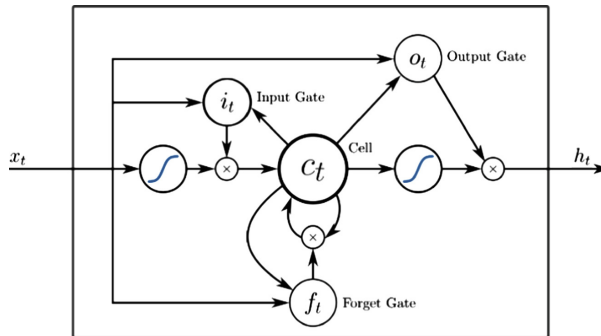 o_t Output Gate
i_t Input Gate
Cell
x_t
×
c_t
×
h_t
×
f_t Forget Gate